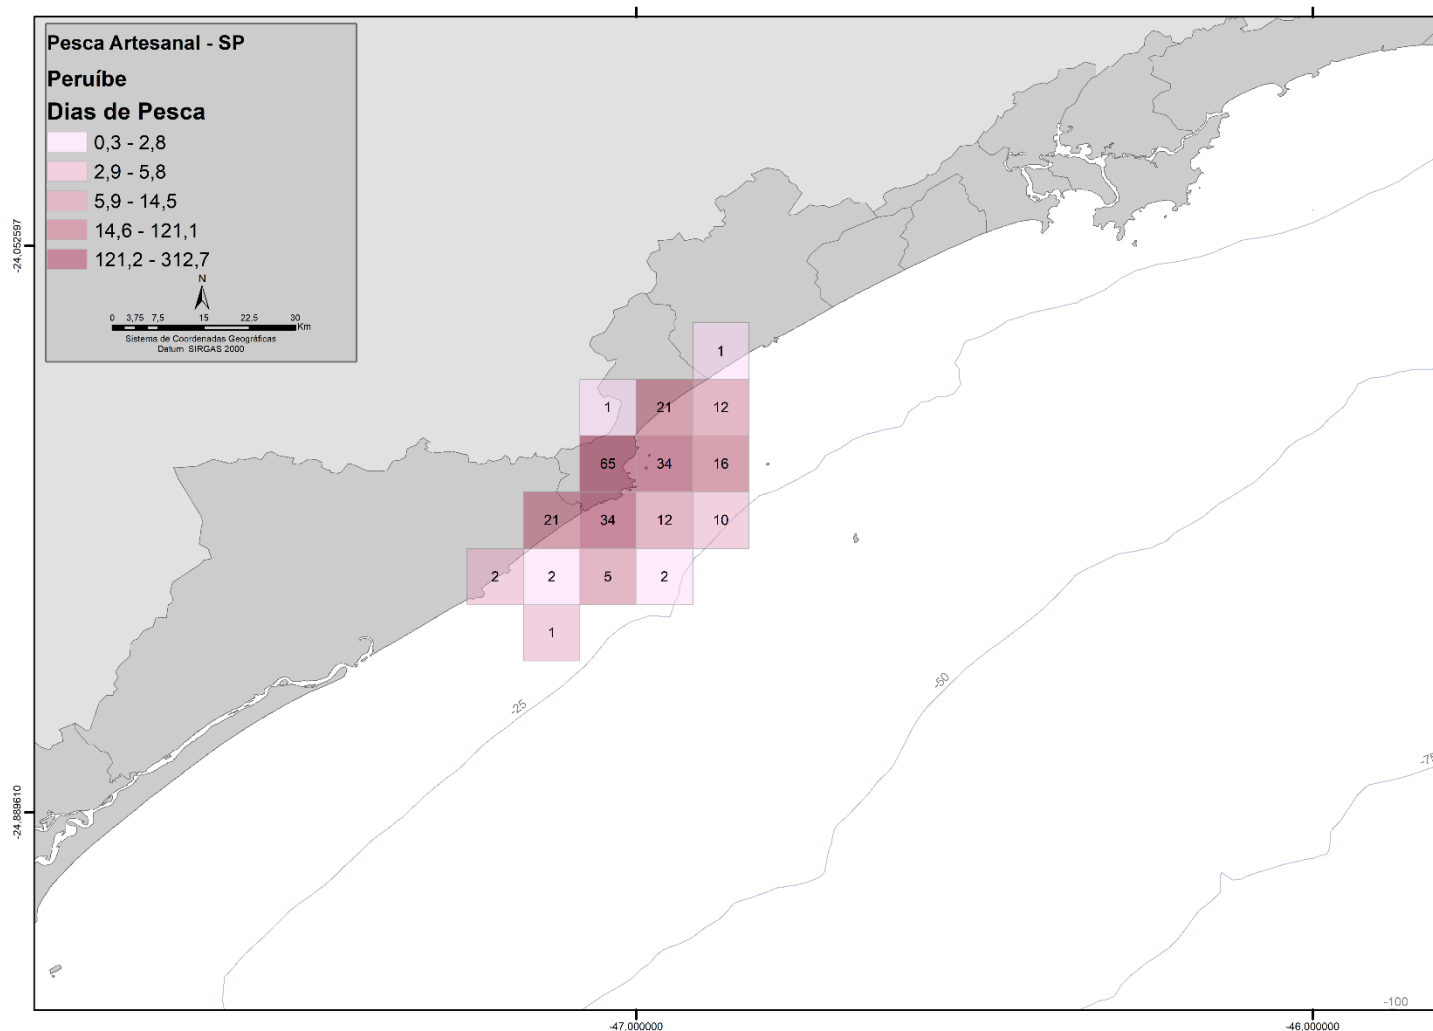 Pesca Artesanal - SP
Peruíbe
Dias de Pesca
0,3 - 2,8
2,9 - 5,8
5,9 - 14,5
14,6 - 121,1
121,2 - 312,7
N
0 3,75 7,5 15 22,5 30
Km
Sistema de Coordenadas Geográficas
Datum SIRGAS 2000
-24.052597
1
1 21 12
65 34 16
21 34 12 10
2 2 5 2
1
-50
-25
-75
-24.889610
-100
-47.000000 -46.000000